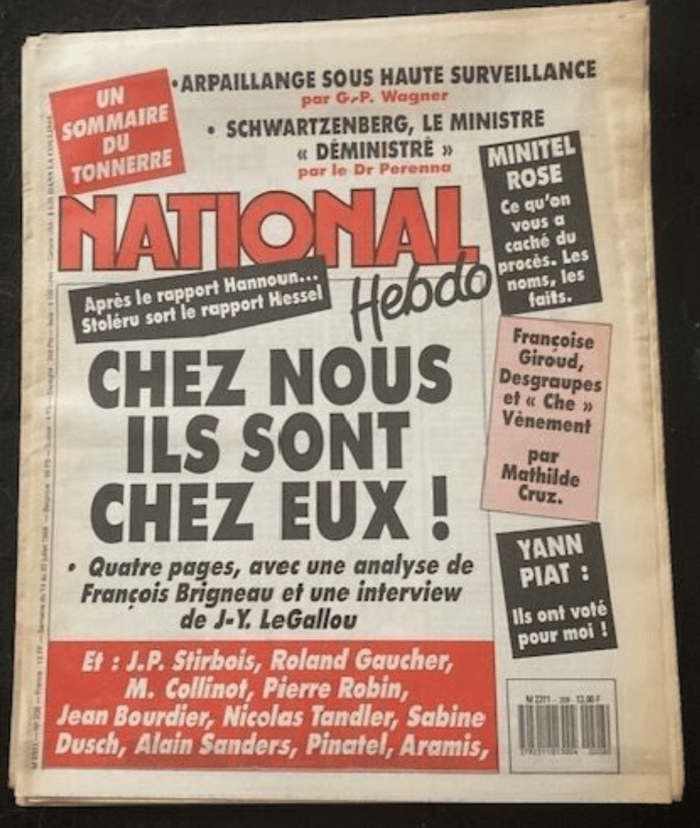 UN
SOMMAIRE
DU
TONNERRE
•ARPAILLANGE SOUS HAUTE SURVEILLANCE
par G.-P. Wagner
• SCHWARTZENBERG, LE MINISTRE
« DÉMINISTRÉ »
par le Dr Perenna
NATIONAL
Hebdo
MINITEL
ROSE
Ce qu'on
vous a
caché du
procès. Les
noms, les
faits.
Après le rapport Hannoun...
Stoléru sort le rapport Hessel
CHEZ NOUS
ILS SONT
CHEZ EUX !
• Quatre pages, avec une analyse de
François Brigneau et une interview
de J-Y. LeGallou
Françoise
Giroud,
Desgraupes
et « Che »
Vênement
par
Mathilde
Cruz.
YANN
PIAT :
Ils ont voté
pour moi !
Et : J.P. Stirbois, Roland Gaucher,
M. Collinot, Pierre Robin,
Jean Bourdier, Nicolas Tandler, Sabine
Dusch, Alain Sanders, Pinatel, Aramis,
M 2311 - 208 - 13,00 F